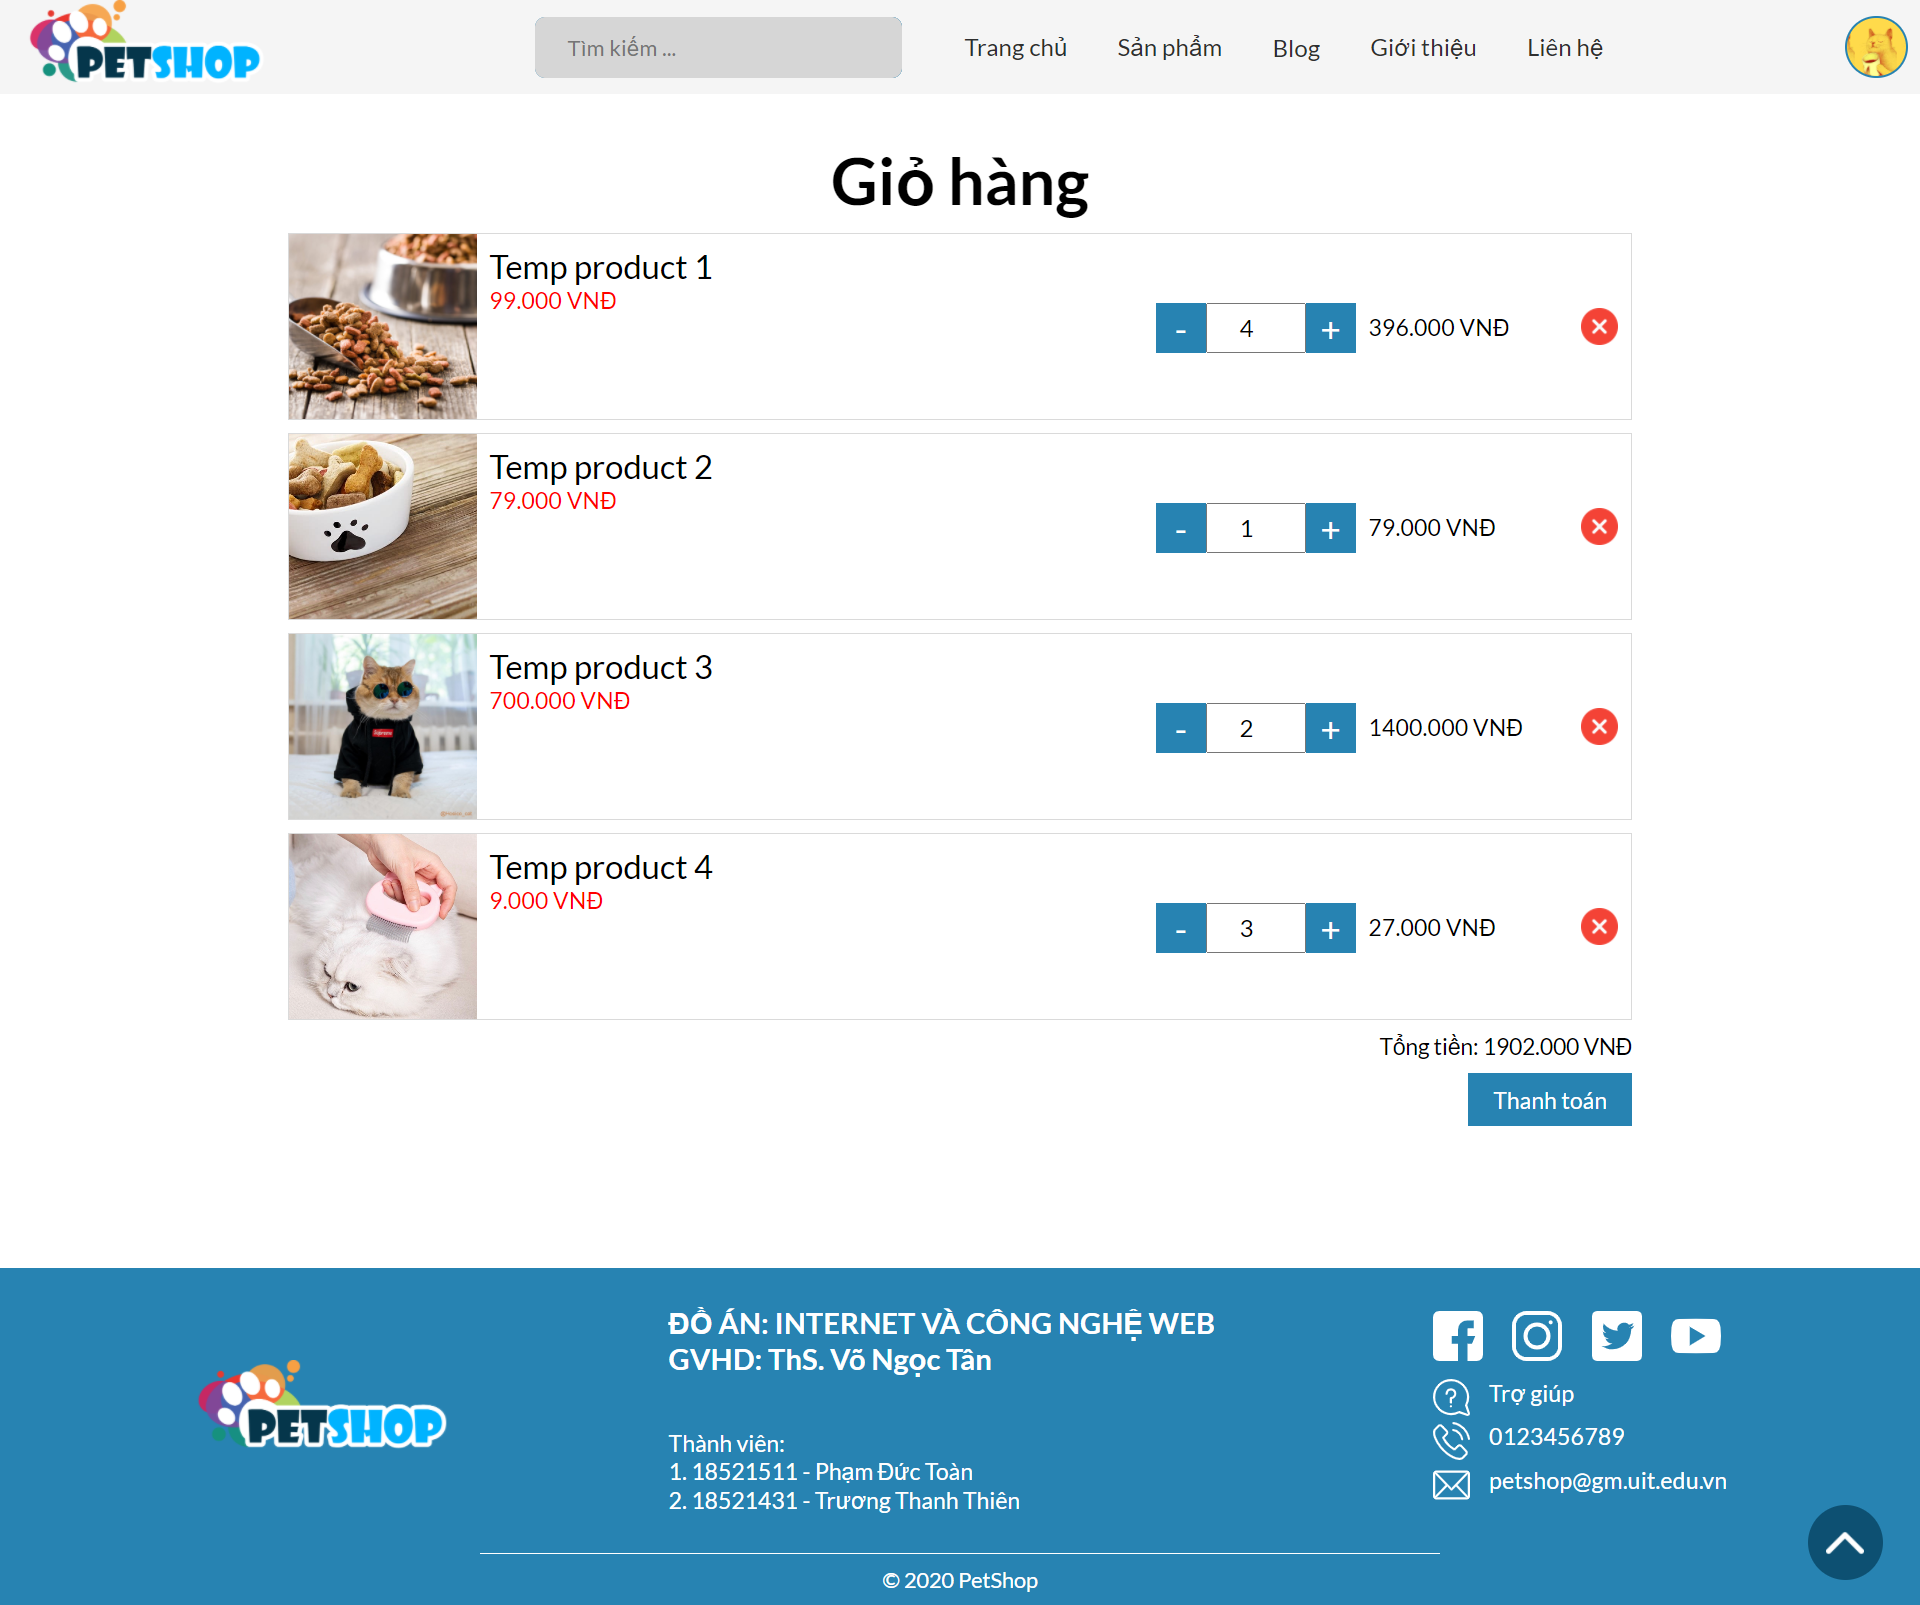 PETSHOP
Tìm kiếm ...
Trang chủ
Sản phẩm
Blog
Giới thiệu
Liên hệ
Giỏ hàng
Temp product 1
99.000 VNĐ
- 4 + 396.000 VNĐ
Temp product 2
79.000 VNĐ
- 1 + 79.000 VNĐ
Temp product 3
700.000 VNĐ
- 2 + 1400.000 VNĐ
Temp product 4
9.000 VNĐ
- 3 + 27.000 VNĐ
Tổng tiền: 1902.000 VNĐ
Thanh toán
PETSHOP
ĐỒ ÁN: INTERNET VÀ CÔNG NGHỆ WEB
GVHD: ThS. Võ Ngọc Tân
Thành viên:
1. 18521511 - Phạm Đức Toàn
2. 18521431 - Trương Thanh Thiên
Trợ giúp
0123456789
petshop@gm.uit.edu.vn
© 2020 PetShop